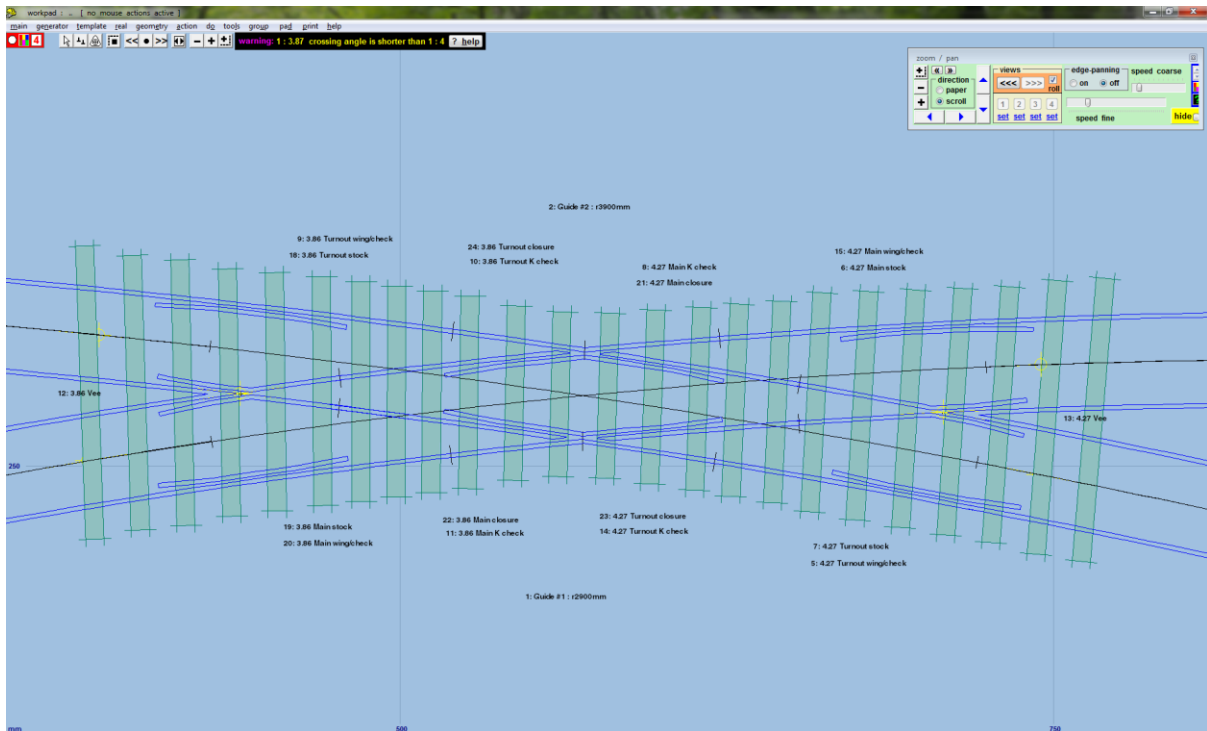 workpad : .. [ no mouse actions active ]
main generator template real geometry action do tools group pad print help
4 << >> warning: 1 : 3.87 crossing angle is shorter than 1 : 4 ? help
zoom / pan
direction
paper
scroll
views
<<< >>> roll
1 2 3 4
set set set set
edge-panning
on off
speed coarse
speed fine
hide
2: Guide #2 : r3900mm
9: 3.86 Turnout wing/check
18: 3.86 Turnout stock
24: 3.86 Turnout closure
10: 3.86 Turnout K check
8: 4.27 Main K check
21: 4.27 Main closure
15: 4.27 Main wing/check
6: 4.27 Main stock
12: 3.86 Vee
13: 4.27 Vee
250
19: 3.86 Main stock
20: 3.86 Main wing/check
22: 3.86 Main closure
11: 3.86 Main K check
23: 4.27 Turnout closure
14: 4.27 Turnout K check
7: 4.27 Turnout stock
5: 4.27 Turnout wing/check
1: Guide #1 : r2900mm
mm 500 750